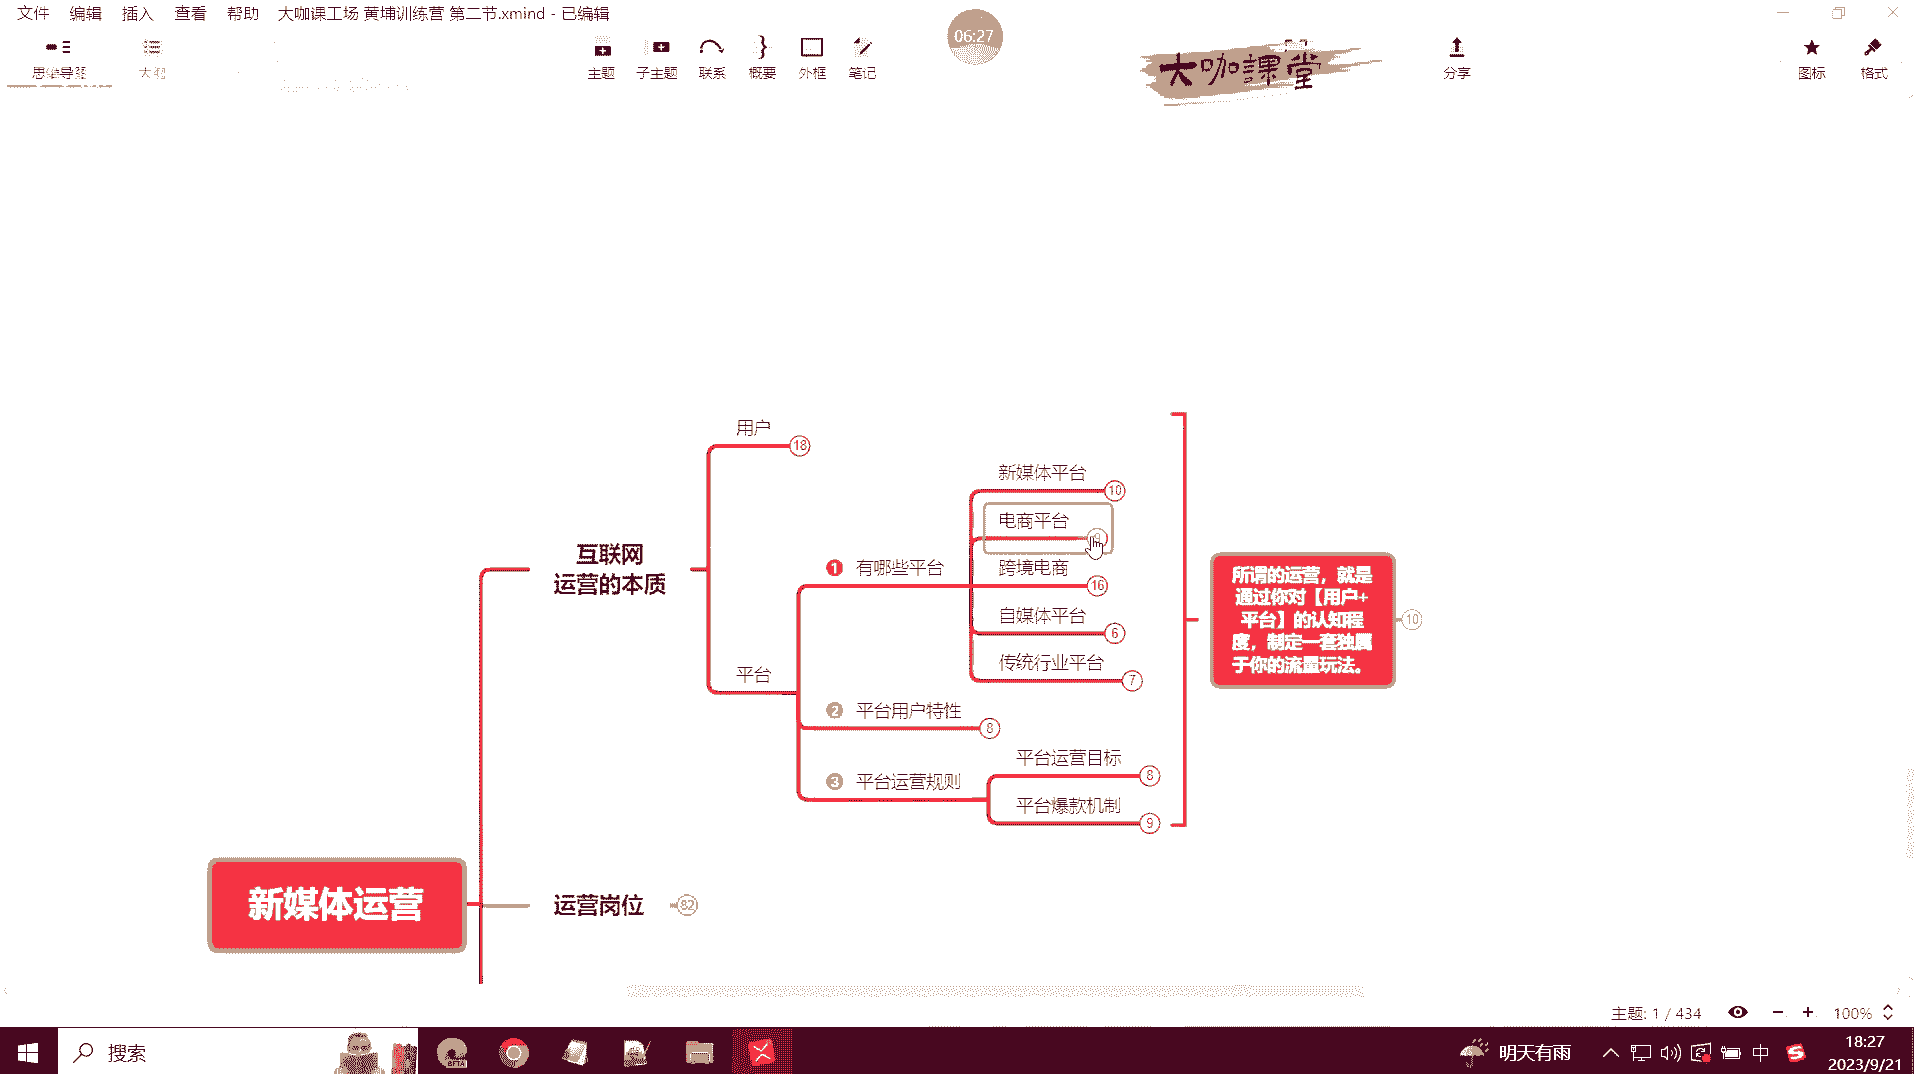 文件 编辑 插入 查看 帮助 大咖课工场 黄埔训练营 第二节.xmind - 已编辑
思维导图 大纲 主题 子主题 联系 概要 外框 笔记 06:27 大咖課堂 分享 图标 格式
用户 18
新媒体平台 10
电商平台
互联网
运营的本质
1 有哪些平台
跨境电商 16
自媒体平台 6
传统行业平台 7
平台
2 平台用户特性 8
3 平台运营规则
平台运营目标 8
平台爆款机制 9
所谓的运营，就是
通过你对【用户+
平台】的认知程
度，制定一套独属
于你的流量玩法。
10
新媒体运营
运营岗位 82
主题: 1 / 434 100%
搜索 明天有雨 中 18:27
2023/9/21